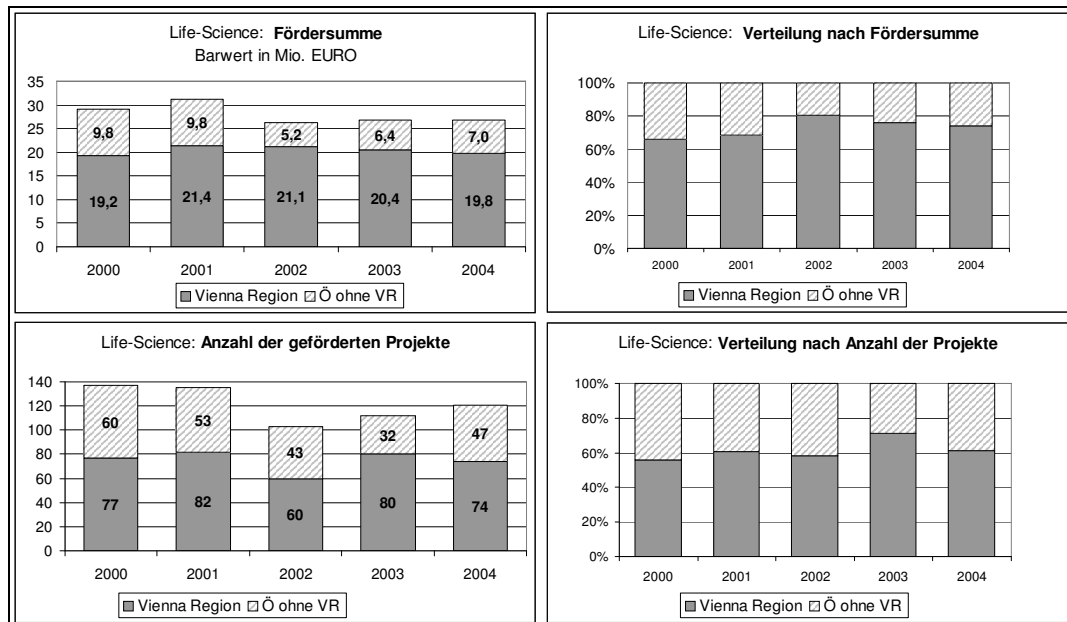 Life-Science: Fördersumme
Barwert in Mio. EURO
35
30
25
20
15
10
5
0
9,8 9,8 5,2 6,4 7,0
19,2 21,4 21,1 20,4 19,8
2000 2001 2002 2003 2004
Vienna Region Ö ohne VR
Life-Science: Verteilung nach Fördersumme
100%
80%
60%
40%
20%
0%
2000 2001 2002 2003 2004
Vienna Region Ö ohne VR
Life-Science: Anzahl der geförderten Projekte
140
120
100
80
60
40
20
0
60 53 43 32 47
77 82 60 80 74
2000 2001 2002 2003 2004
Vienna Region Ö ohne VR
Life-Science: Verteilung nach Anzahl der Projekte
100%
80%
60%
40%
20%
0%
2000 2001 2002 2003 2004
Vienna Region Ö ohne VR